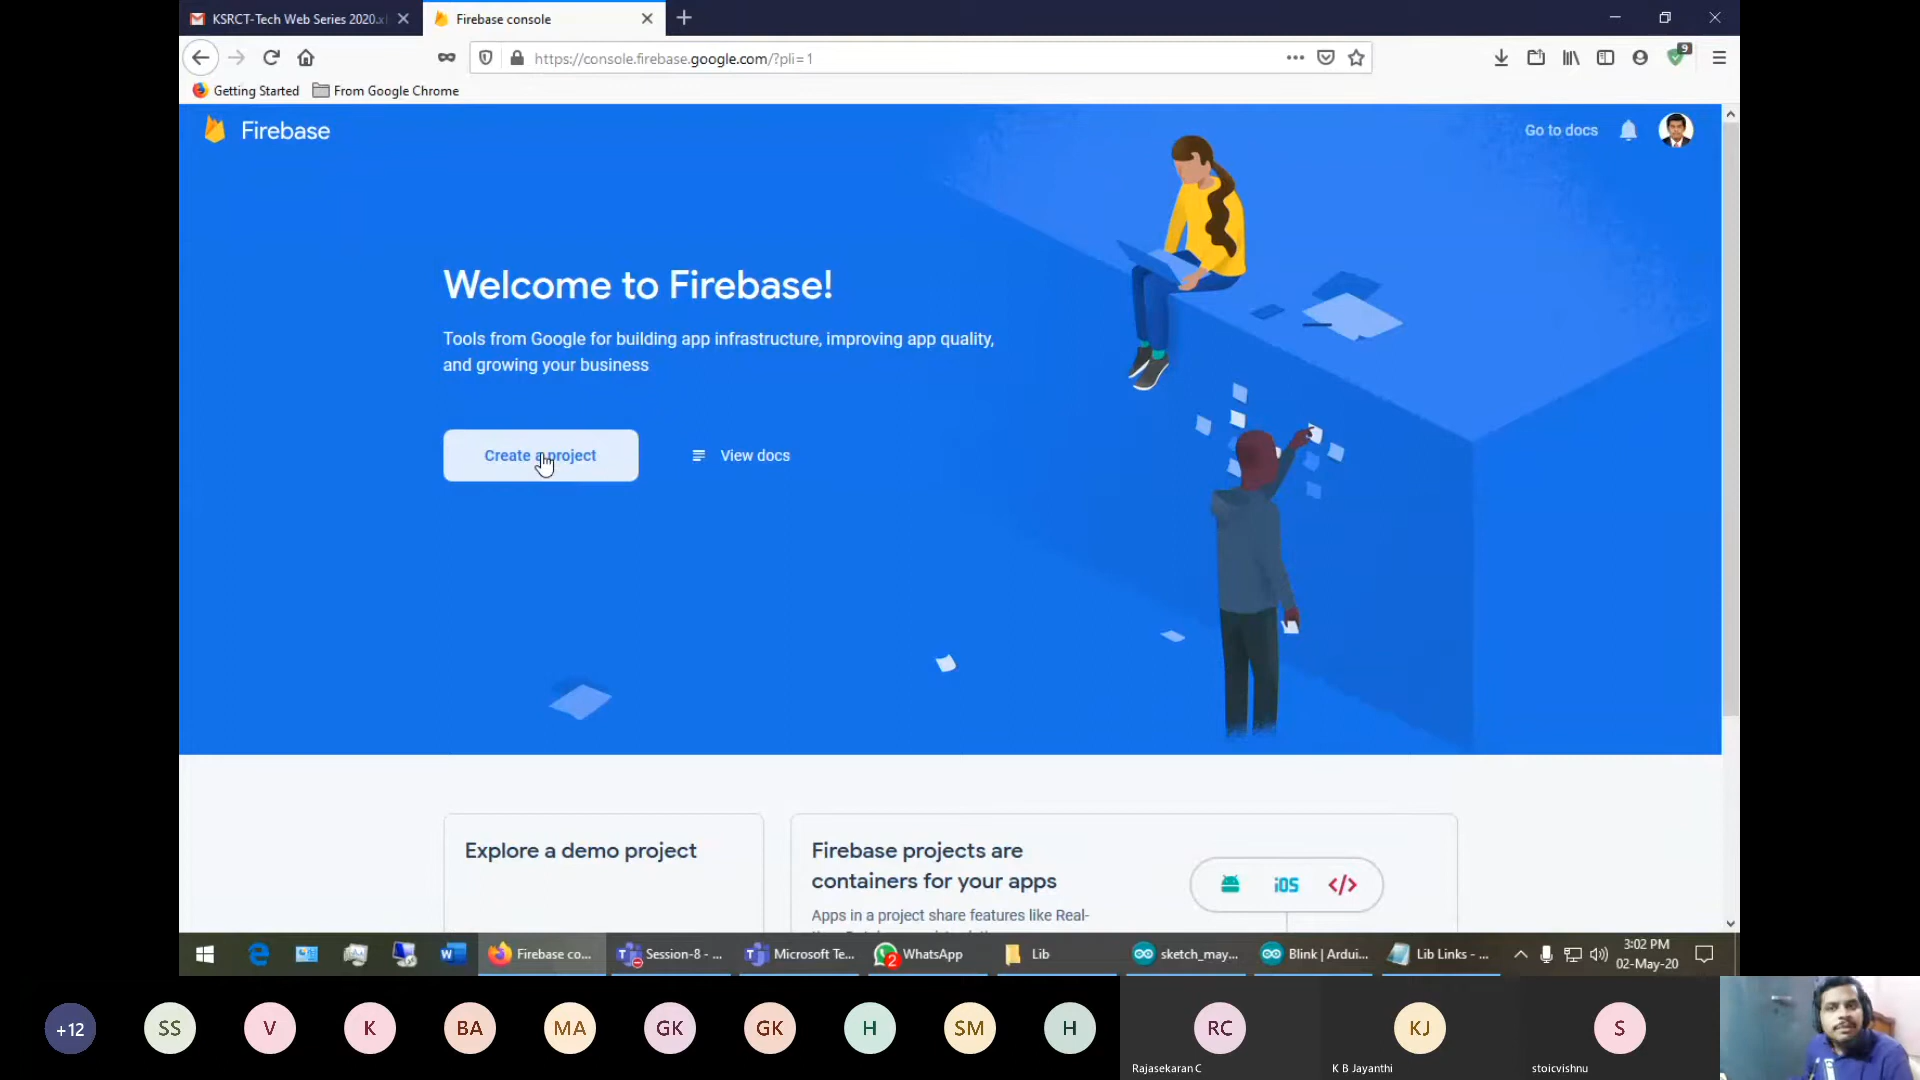 KSRCT-Tech Web Series 2020.x
Firebase console
https://console.firebase.google.com/?pli=1
9
Getting Started
From Google Chrome
Firebase
Go to docs
Welcome to Firebase!
Tools from Google for building app infrastructure, improving app quality,
and growing your business
Create a project
View docs
Explore a demo project
Firebase projects are
containers for your apps
Apps in a project share features like Real-
iOS
Firebase co...
Session-8 - ...
Microsoft Te...
2
WhatsApp
Lib
sketch_may...
Blink | Ardui...
Lib Links - ...
3:02 PM
02-May-20
+12
SS
V
K
BA
MA
GK
GK
H
SM
H
RC
KJ
S
Rajasekaran C
K B Jayanthi
stoicvishnu